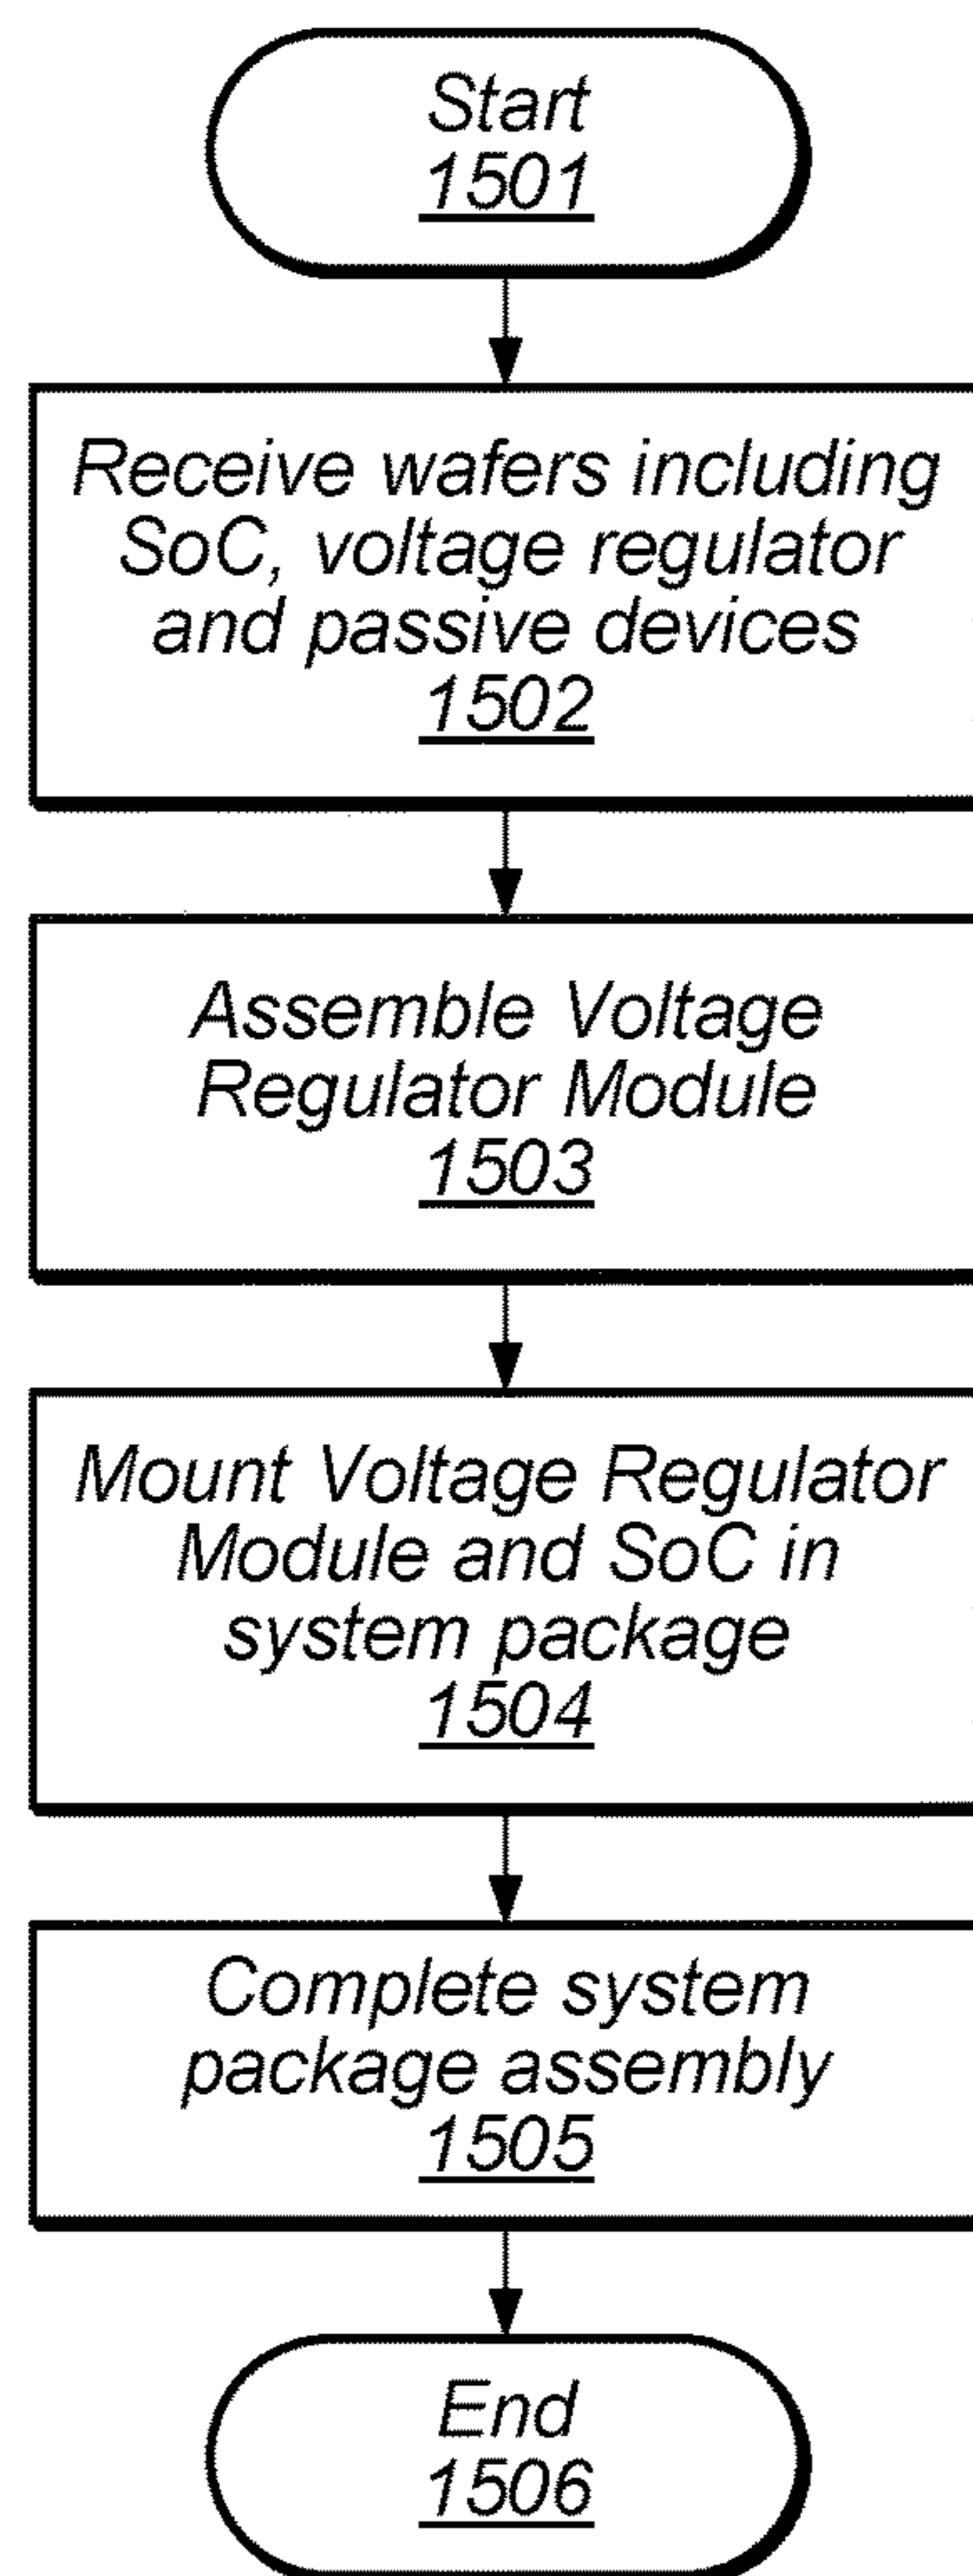 Start
1501
Receive wafers including
SoC, voltage regulator
and passive devices
1502
Assemble Voltage
Regulator Module
1503
Mount Voltage Regulator
Module and SoC in
system package
1504
Complete system
package assembly
1505
End
1506